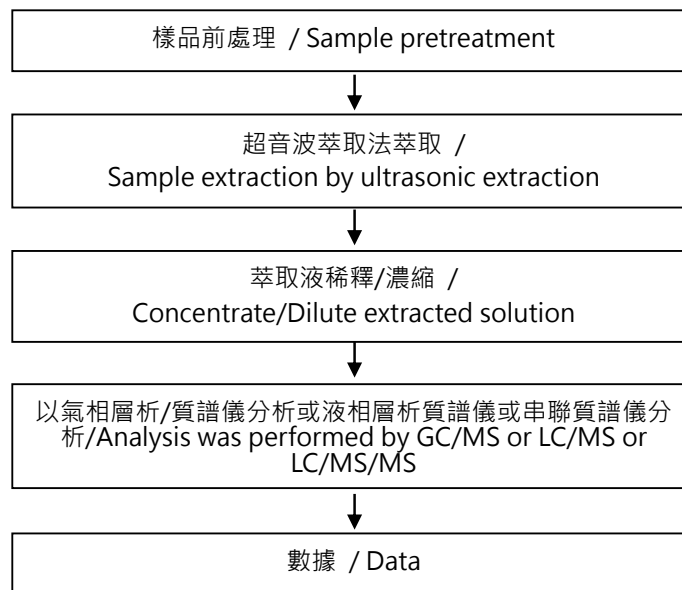 樣品前處理 / Sample pretreatment
超音波萃取法萃取 /
Sample extraction by ultrasonic extraction
萃取液稀釋/濃縮 /
Concentrate/Dilute extracted solution
以氣相層析/質譜儀分析或液相層析質譜儀或串聯質譜儀分
析/Analysis was performed by GC/MS or LC/MS or
LC/MS/MS
數據 / Data